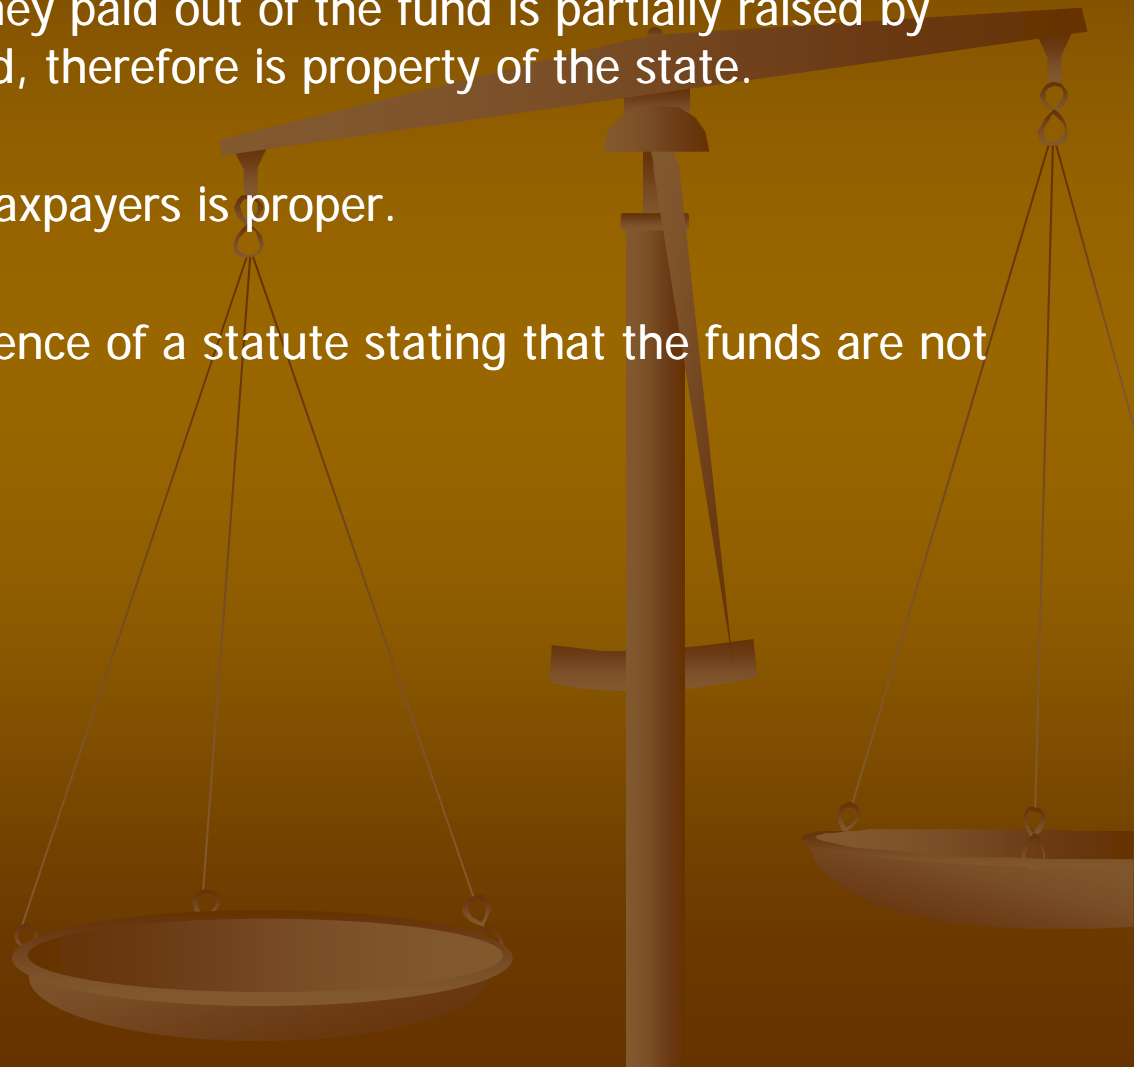 ey paid out of the fund is partially raised by
d, therefore is property of the state.
axpayers is proper.
ence of a statute stating that the funds are not